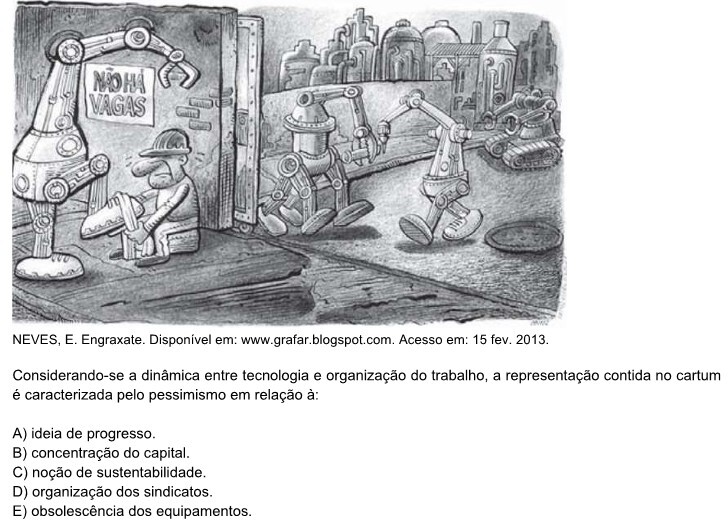 NÃO HÁ
VAGAS
NEVES, E. Engraxate. Disponível em: www.grafar.blogspot.com. Acesso em: 15 fev. 2013.
Considerando-se a dinâmica entre tecnologia e organização do trabalho, a representação contida no cartum
é caracterizada pelo pessimismo em relação à:
A) ideia de progresso.
B) concentração do capital.
C) noção de sustentabilidade.
D) organização dos sindicatos.
E) obsolescência dos equipamentos.